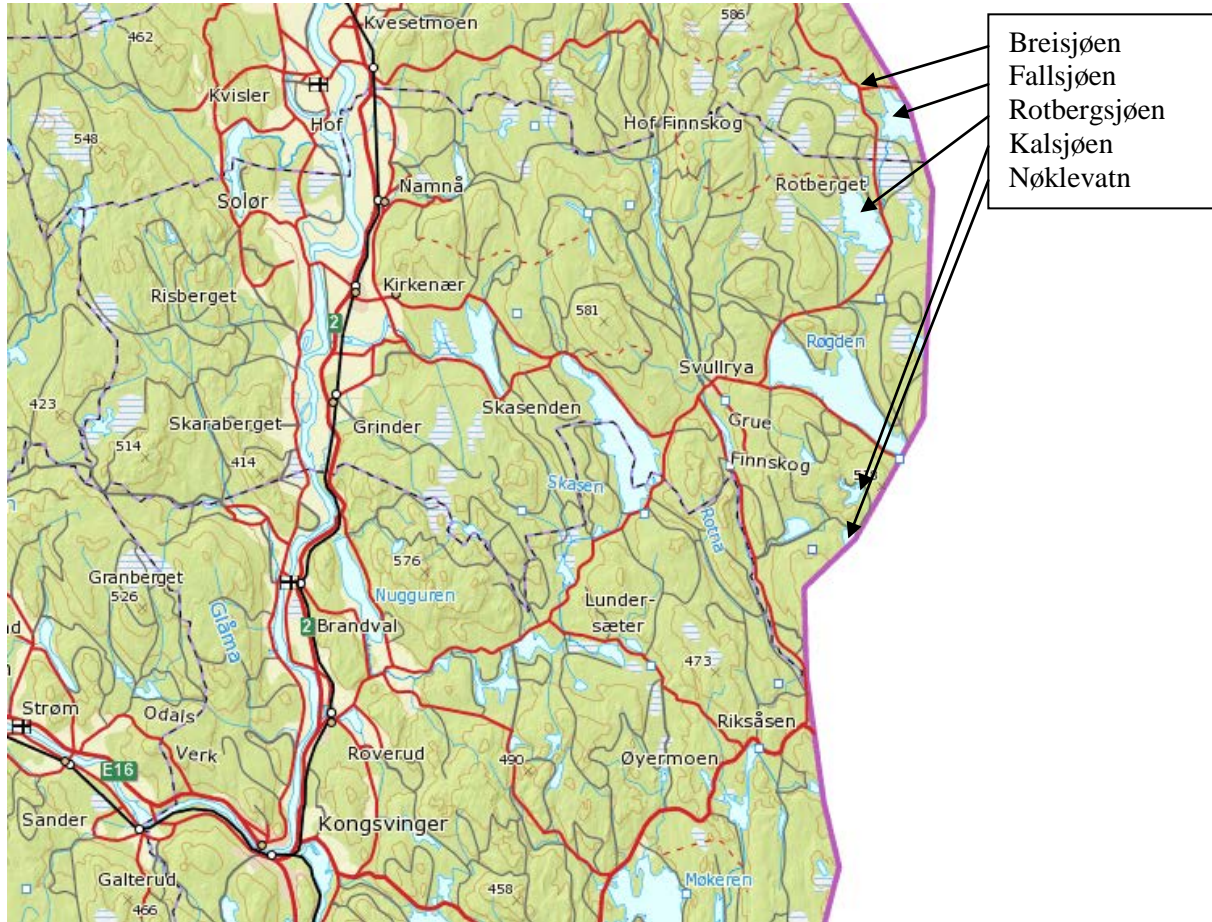 Breisjøen
Fallsjøen
Rotbergsjøen
Kalsjøen
Nøklevatn
Kvesetmoen
586
462
Kvisler
Hof
Hof Finnskog
548
Namnå
Rotberget
Solør
Risberget
Kirkenær
581
2
Røgden
Svullrya
423
Skaraberget
Skasenden
Grue
514
414
Grinder
Finnskog
Skasen
Rotna
576
Granberget
526
Nugguren
Lunder-
sæter
Glåma
2
Brandval
473
Strøm
Odals
Verk
Riksåsen
Roverud
490
Øyermoen
E16
Sander
Kongsvinger
Galterud
466
458
Møkeren